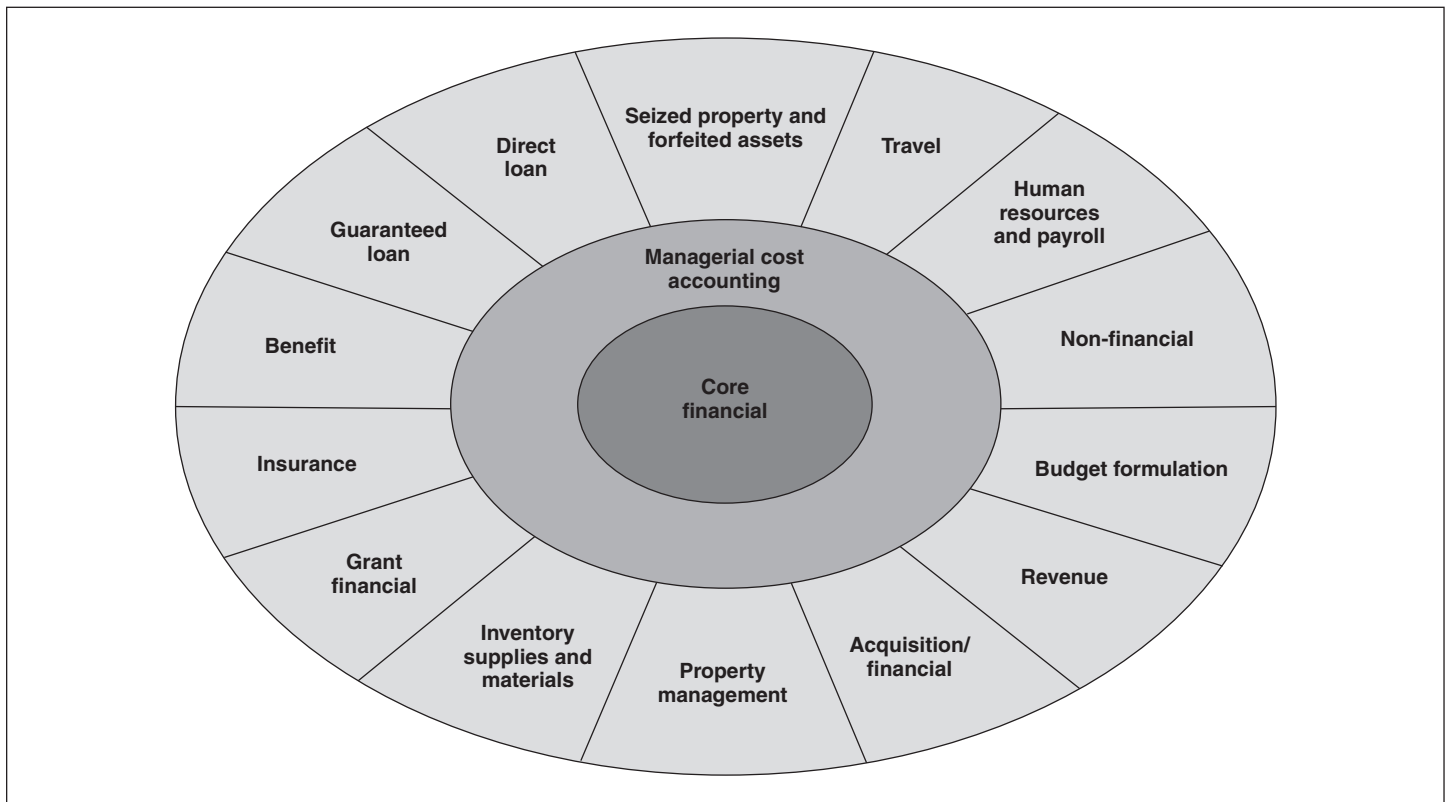 Seized property and
forfeited assets
Travel
Human
resources
and payroll
Non-financial
Budget formulation
Revenue
Acquisition/
financial
Property
management
Inventory
supplies and
materials
Grant
financial
Insurance
Benefit
Guaranteed
loan
Direct
loan
Managerial cost
accounting
Core
financial